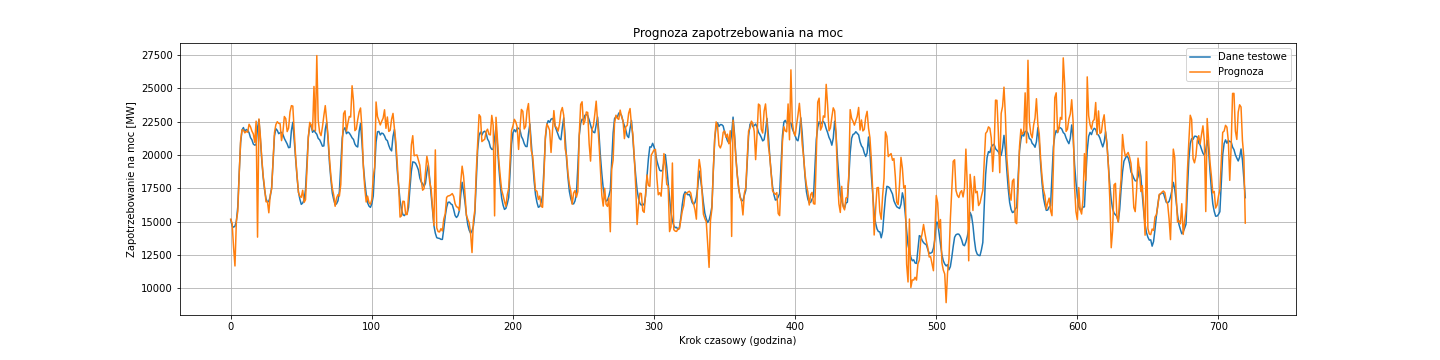 Prognoza zapotrzebowania na moc
Zapotrzebowanie na moc [MW]
27500
25000
22500
20000
17500
15000
12500
10000
Dane testowe
Prognoza
0 100 200 300 400 500 600 700
Krok czasowy (godzina)